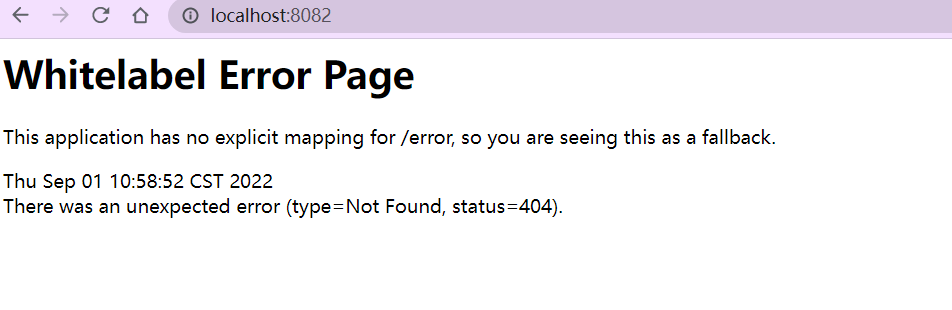 localhost:8082
Whitelabel Error Page
This application has no explicit mapping for /error, so you are seeing this as a fallback.
Thu Sep 01 10:58:52 CST 2022
There was an unexpected error (type=Not Found, status=404).